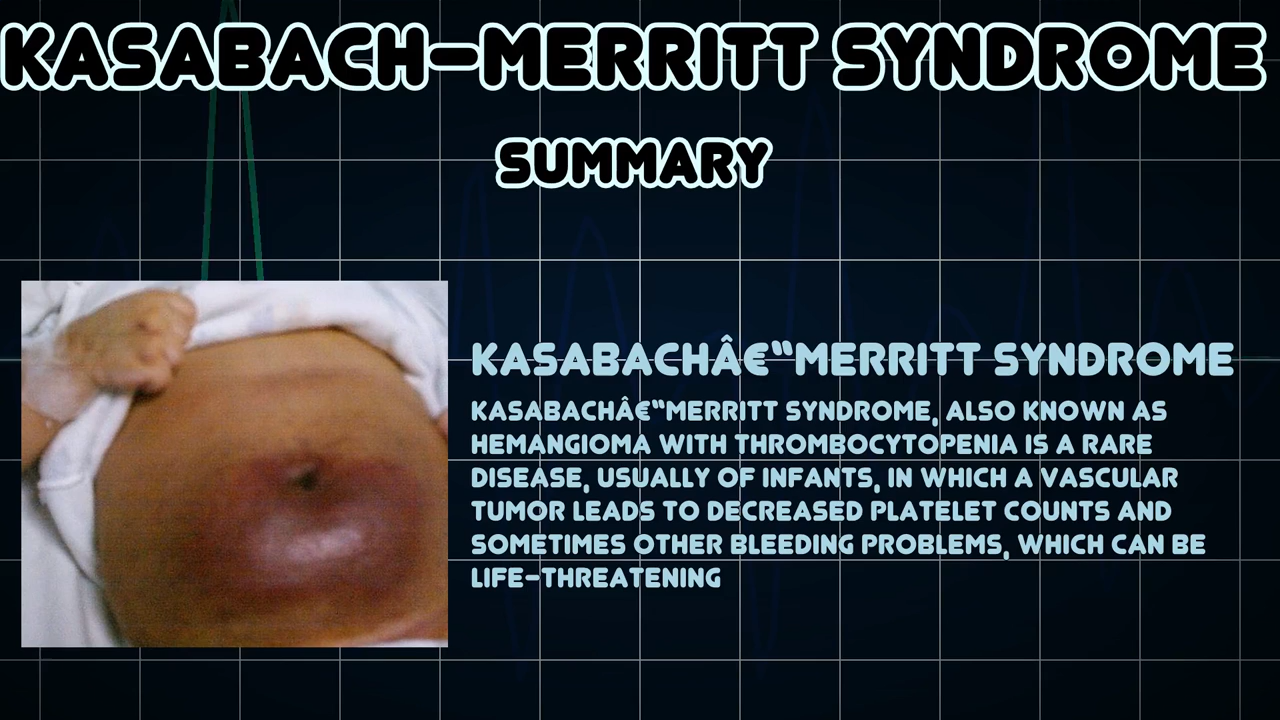 KASABACH–MERRITT SYNDROME
SUMMARY
KASABACHÂ€“MERRITT SYNDROME
KASABACHÂ€“MERRITT SYNDROME, ALSO KNOWN AS
HEMANGIOMA WITH THROMBOCYTOPENIA IS A RARE
DISEASE, USUALLY OF INFANTS, IN WHICH A VASCULAR
TUMOR LEADS TO DECREASED PLATELET COUNTS AND
SOMETIMES OTHER BLEEDING PROBLEMS, WHICH CAN BE
LIFE-THREATENING